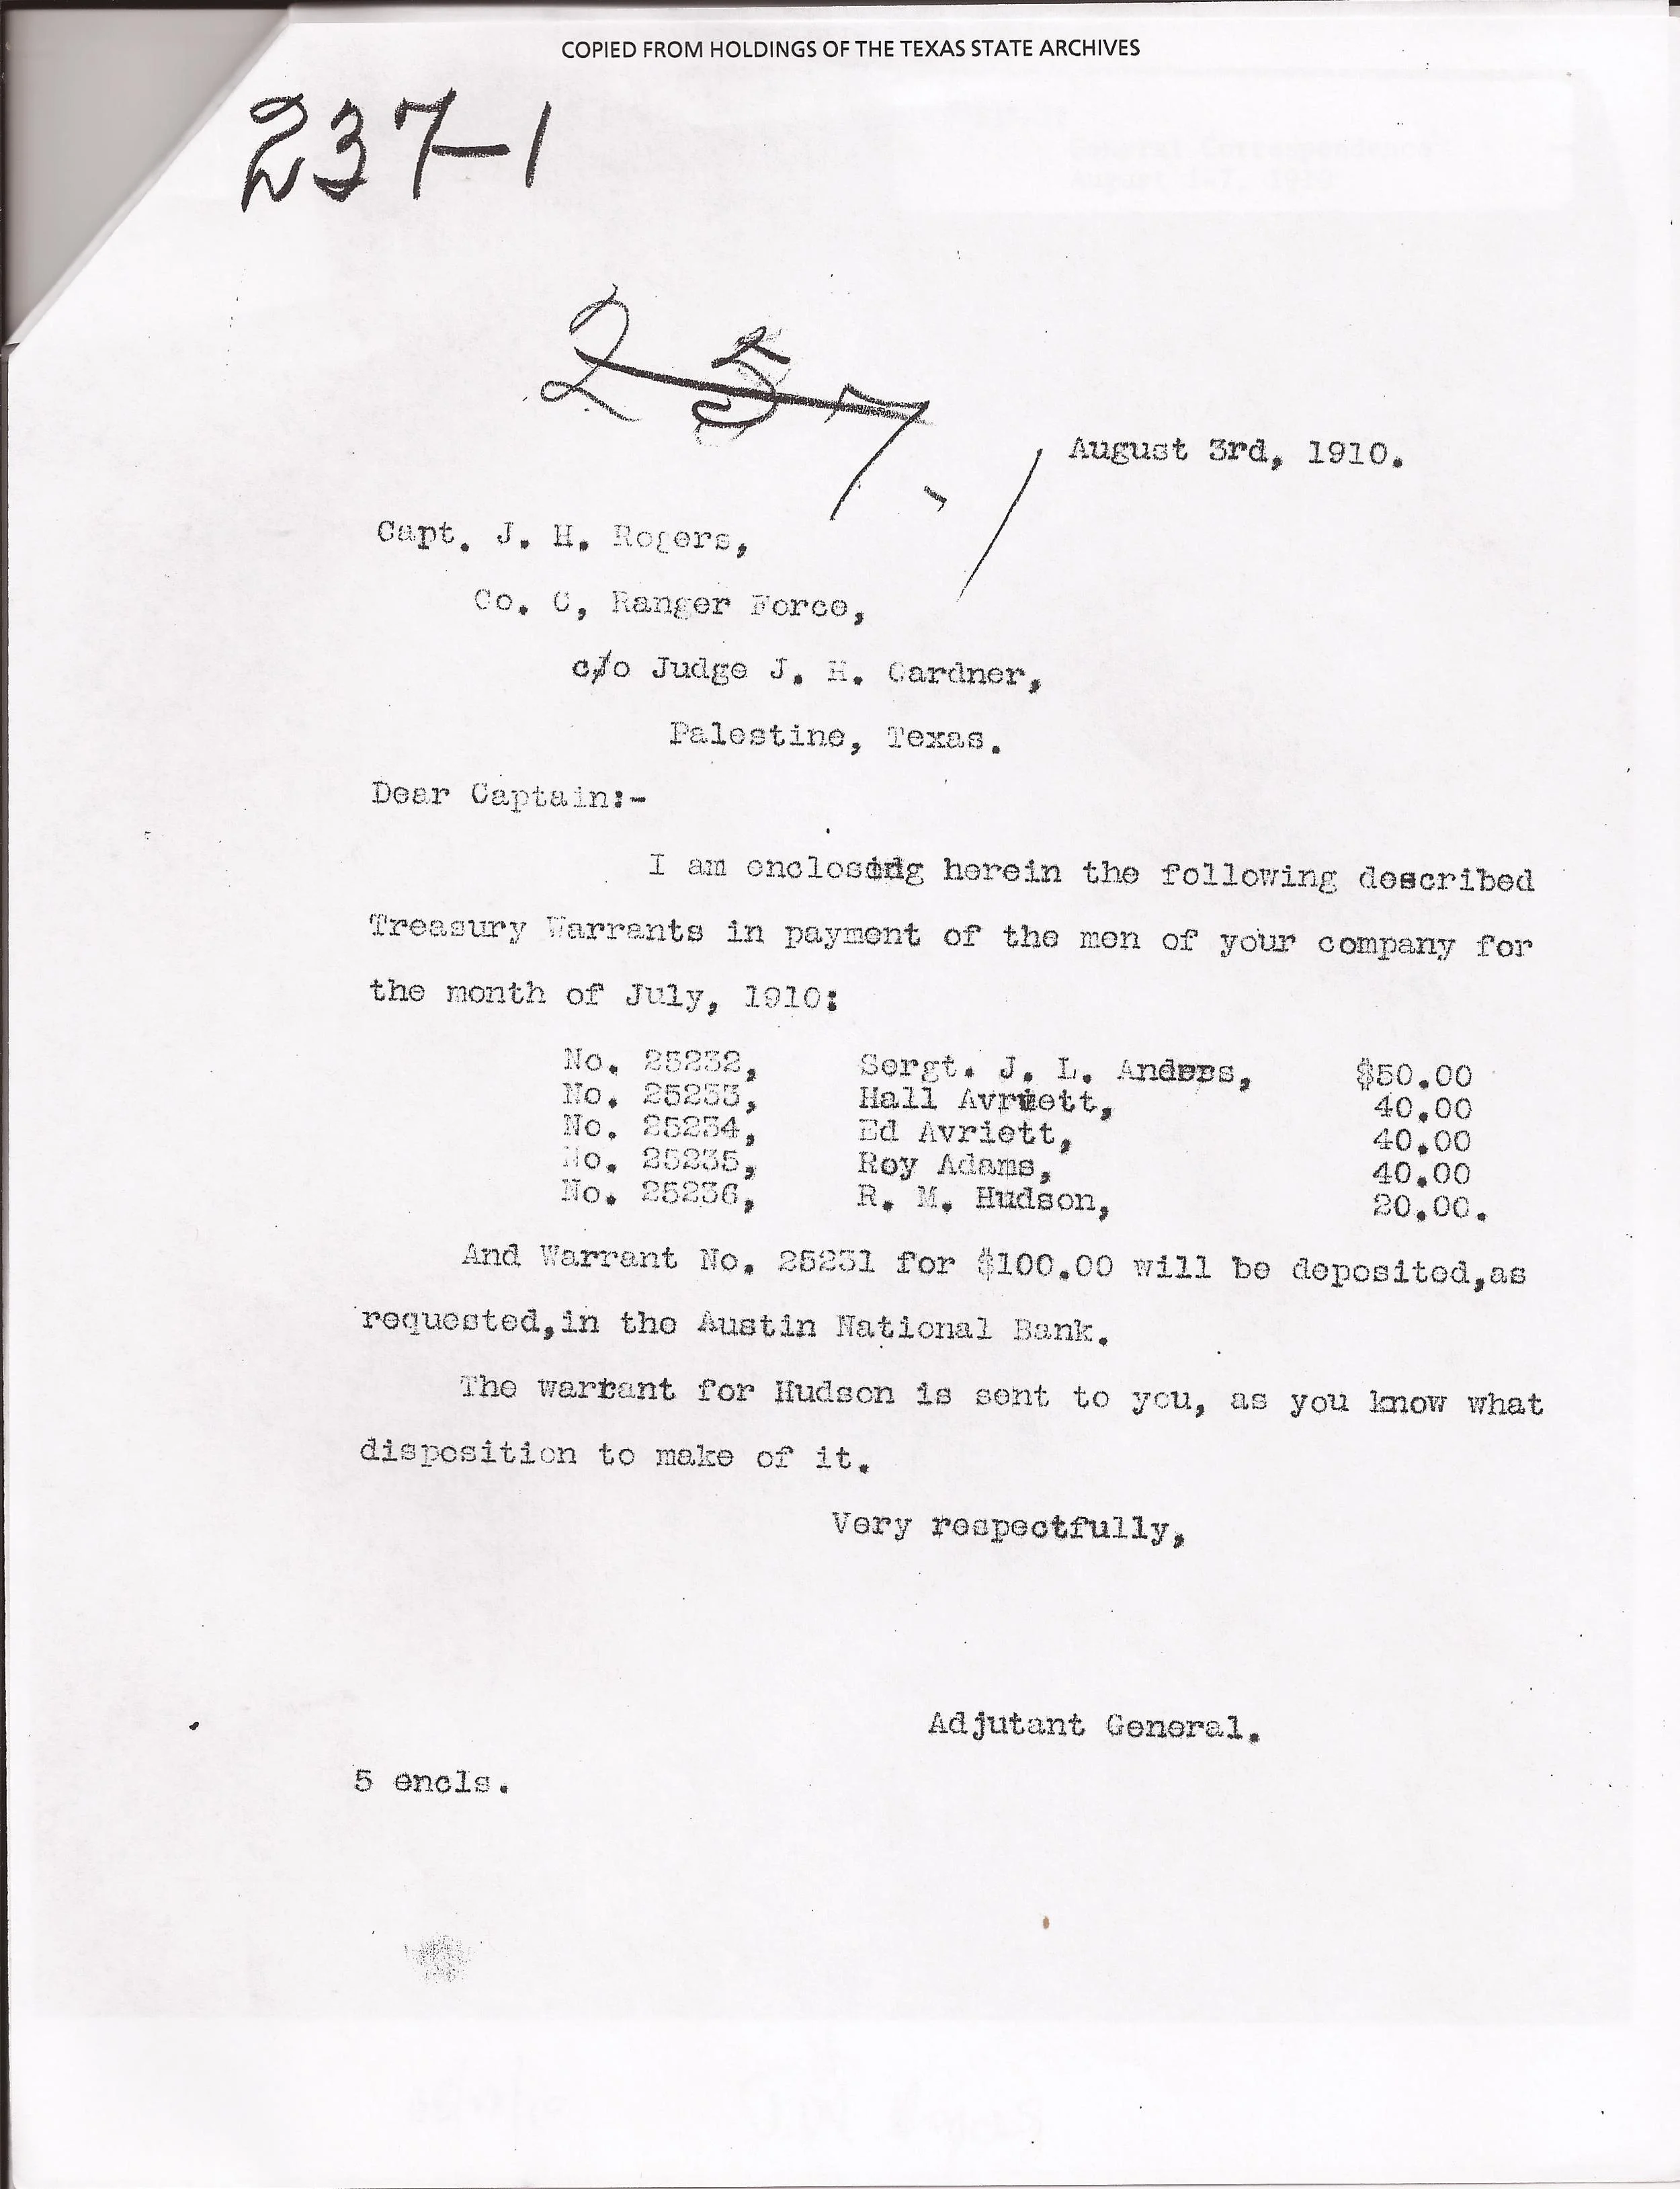 COPIED FROM HOLDINGS OF THE TEXAS STATE ARCHIVES
237-1
237-1
August 3rd, 1910.
Capt. J. H. Rogers,
Co. C, Ranger Force,
c/o Judge J. H. Gardner,
Palestine, Texas.
Dear Captain:-
I am enclosing herein the following described
Treasury Warrants in payment of the men of your company for
the month of July, 1910:
No. 25232, Sergt. J. L. Anders, $50.00
No. 25233, Hall Avriett, 40.00
No. 25234, Ed Avriett, 40.00
No. 25235, Roy Adams, 40.00
No. 25236, R. M. Hudson, 20.00.
And Warrant No. 25231 for $100.00 will be deposited,as
requested,in the Austin National Bank.
The warrant for Hudson is sent to you, as you know what
disposition to make of it.
Very respectfully,
Adjutant General.
5 encls.